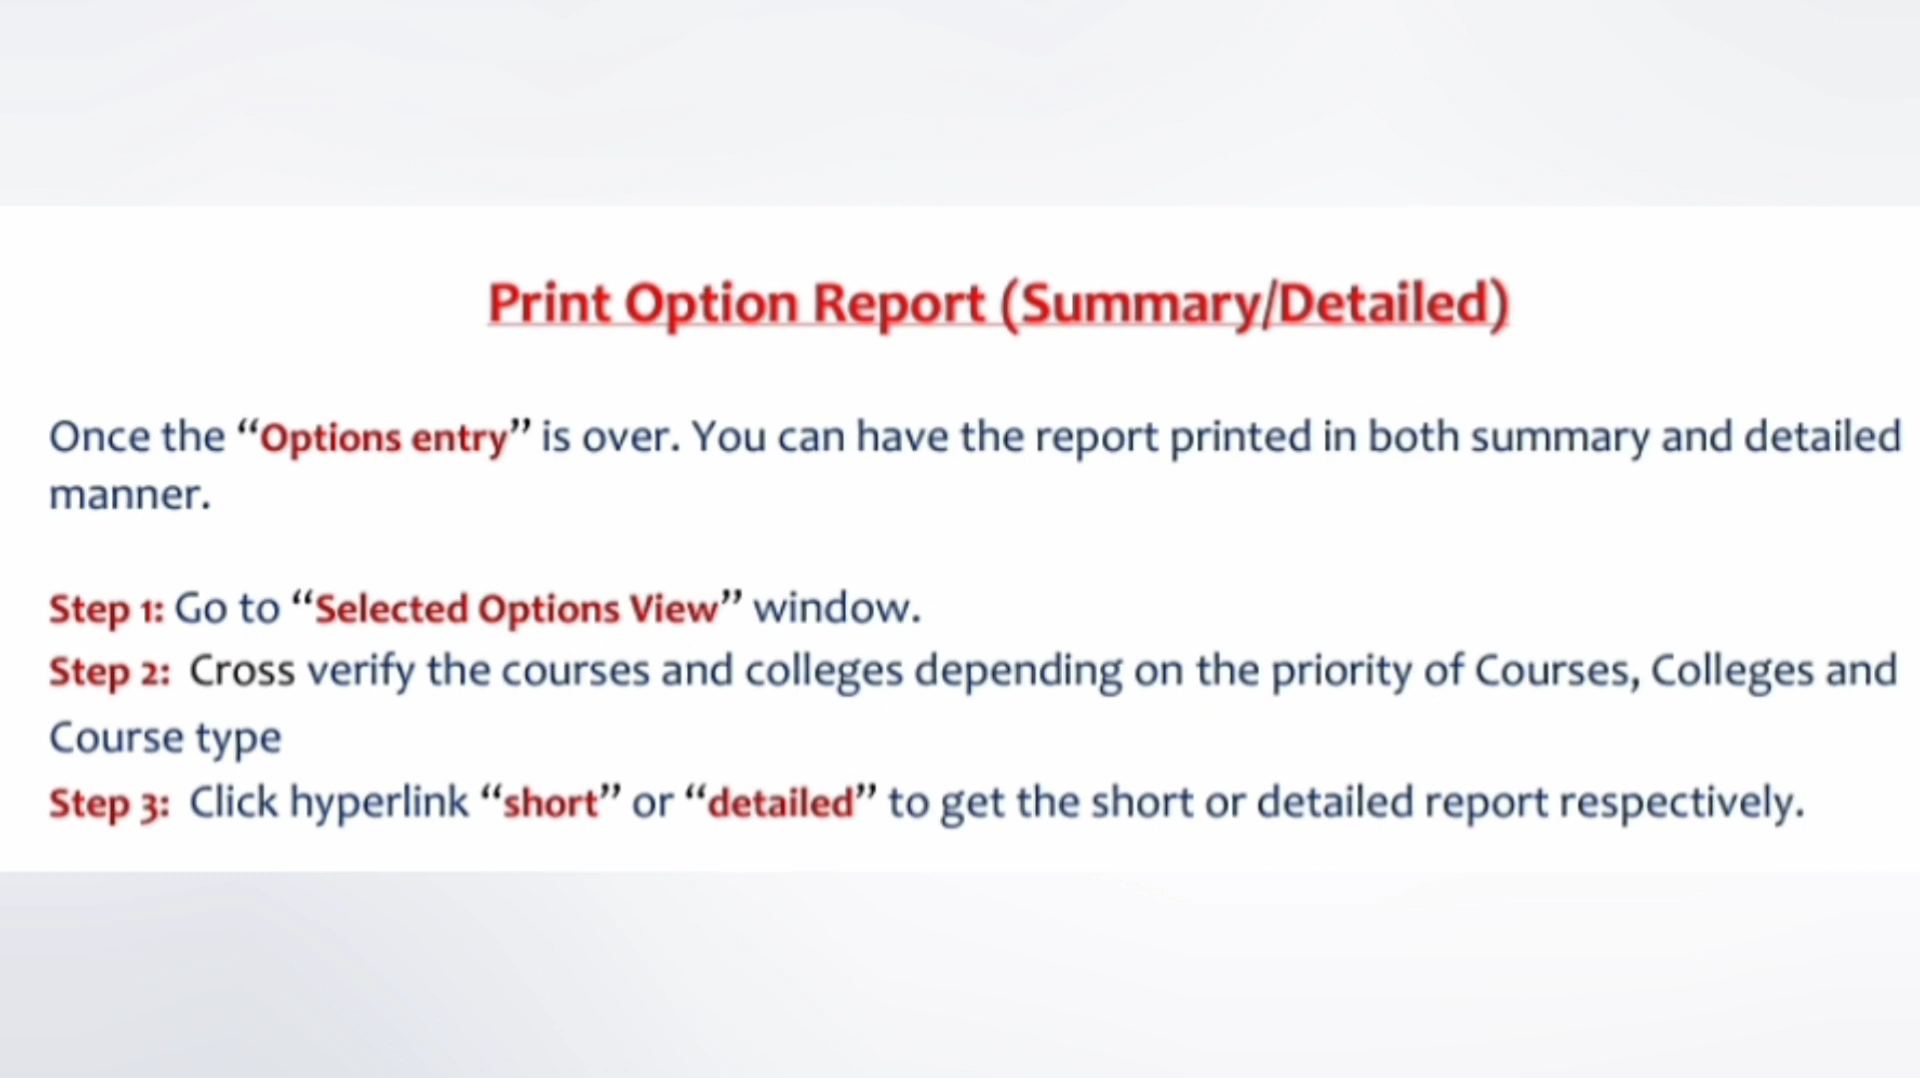 Print Option Report (Summary/Detailed)
Once the “Options entry” is over. You can have the report printed in both summary and detailed
manner.
Step 1: Go to “Selected Options View” window.
Step 2: Cross verify the courses and colleges depending on the priority of Courses, Colleges and
Course type
Step 3: Click hyperlink “short” or “detailed” to get the short or detailed report respectively.